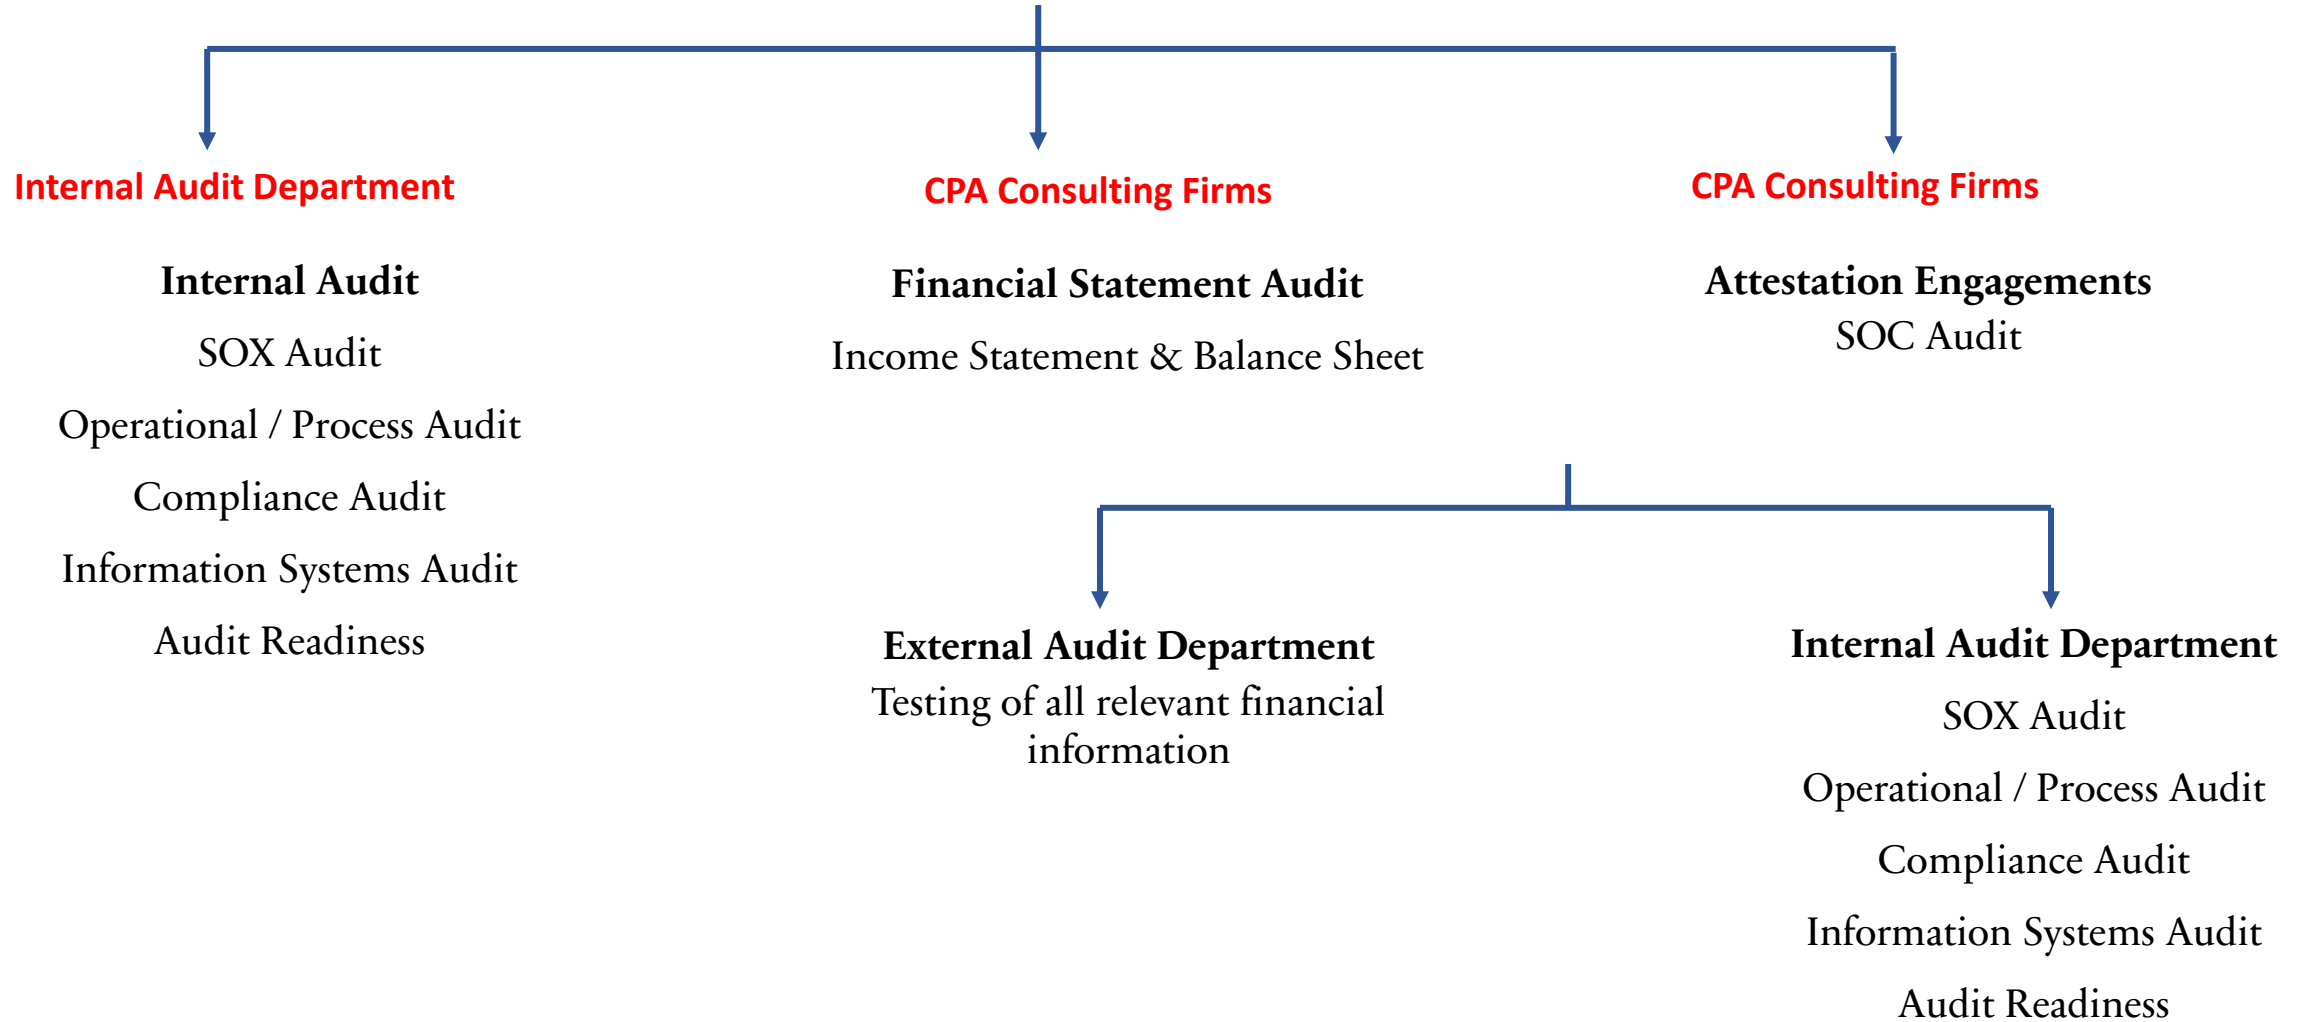 Internal Audit Department
Internal Audit
SOX Audit
Operational / Process Audit
Compliance Audit
Information Systems Audit
Audit Readiness
CPA Consulting Firms
Financial Statement Audit
Income Statement & Balance Sheet
CPA Consulting Firms
Attestation Engagements
SOC Audit
External Audit Department
Testing of all relevant financial
information
Internal Audit Department
SOX Audit
Operational / Process Audit
Compliance Audit
Information Systems Audit
Audit Readiness